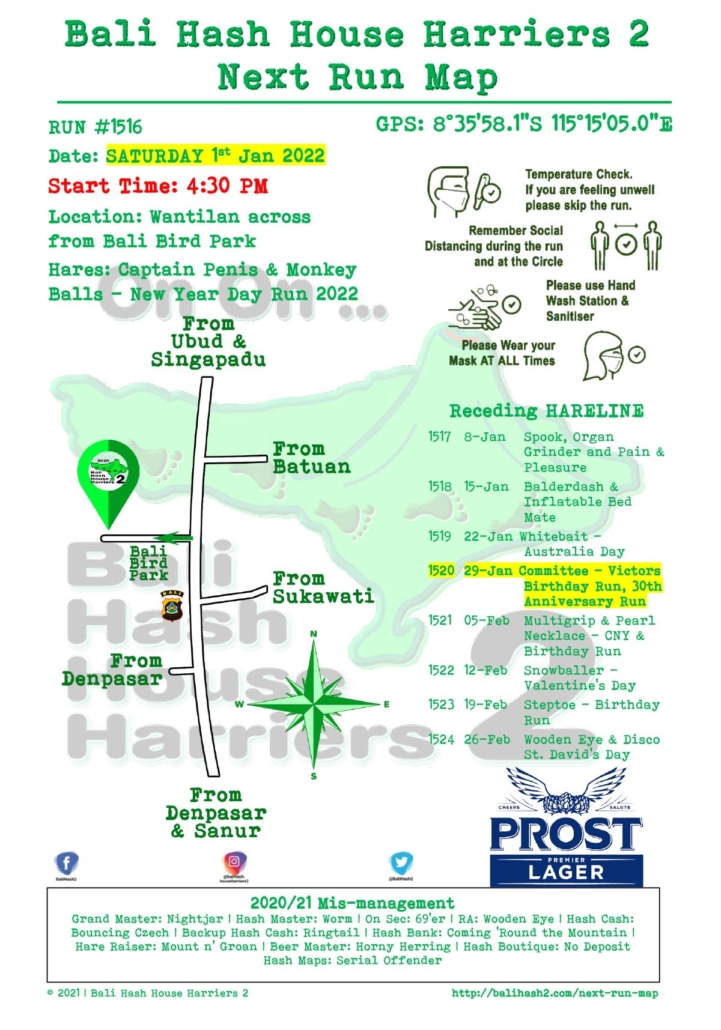 Bali Hash House Harriers 2
Next Run Map
RUN #1516
GPS: 8°35'58.1"S 115°15'05.0"E
Date: SATURDAY 1st Jan 2022
Start Time: 4:30 PM
Location: Wantilan across
from Bali Bird Park
Hares: Captain Penis & Monkey
Balls - New Year Day Run 2022
On On ...
Temperature Check.
If you are feeling unwell
please skip the run.
Remember Social
Distancing during the run
and at the Circle
Please use Hand
Wash Station &
Sanitiser
Please Wear your
Mask AT ALL Times
From
Ubud &
Singapadu
From
Batuan
Bali
Hash
House
Harriers 2
Bali
Bird
Park
BALI
From
Sukawati
From
Denpasar
N
W
E
S
From
Denpasar
& Sanur
Bali
Hash
House
Harriers 2
Receding HARELINE
1517 8-Jan Spook, Organ
Grinder and Pain &
Pleasure
1518 15-Jan Balderdash &
Inflatable Bed
Mate
1519 22-Jan Whitebait -
Australia Day
1520 29-Jan Committee - Victors
Birthday Run, 30th
Anniversary Run
1521 05-Feb Multigrip & Pearl
Necklace - CNY &
Birthday Run
1522 12-Feb Snowballer -
Valentine's Day
1523 19-Feb Steptoe - Birthday
Run
1524 26-Feb Wooden Eye & Disco
St. David's Day
CHEERS SALUTE
PROST
PREMIER
LAGER
BaliHash2
@balihash.
househarriers2
@BaliHash2
2020/21 Mis-management
Grand Master: Nightjar | Hash Master: Worm | On Sec: 69'er | RA: Wooden Eye | Hash Cash:
Bouncing Czech | Backup Hash Cash: Ringtail | Hash Bank: Coming 'Round the Mountain |
Hare Raiser: Mount n' Groan | Beer Master: Horny Herring | Hash Boutique: No Deposit
Hash Maps: Serial Offender
© 2021 | Bali Hash House Harriers 2
http://balihash2.com/next-run-map